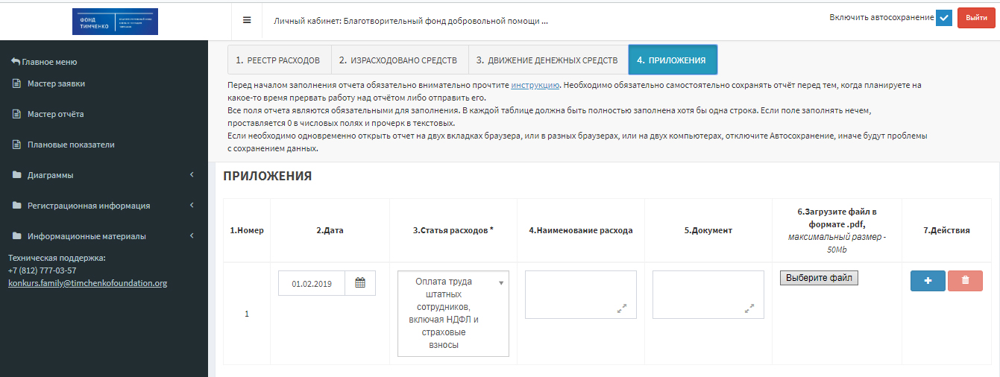 ФОНД
ТИМЧЕНКО
Личный кабинет: Благотворительный фонд добровольной помощи ...
Включить автосохранение
Выйти
Главное меню
Мастер заявки
Мастер отчёта
Плановые показатели
Диаграммы
Регистрационная информация
Информационные материалы
Техническая поддержка:
+7 (812) 777-03-57
konkurs.family@timchenkofoundation.org
1. РЕЕСТР РАСХОДОВ
2. ИЗРАСХОДОВАНО СРЕДСТВ
3. ДВИЖЕНИЕ ДЕНЕЖНЫХ СРЕДСТВ
4. ПРИЛОЖЕНИЯ
Перед началом заполнения отчета обязательно внимательно прочтите инструкцию. Необходимо обязательно самостоятельно сохранять отчёт перед тем, когда планируете на
какое-то время прервать работу над отчётом либо отправить его.
Все поля отчета являются обязательными для заполнения. В каждой таблице должна быть полностью заполнена хотя бы одна строка. Если поле заполнять нечем,
проставляется 0 в числовых полях и прочерк в текстовых.
Если необходимо одновременно открыть отчет на двух вкладках браузера, или в разных браузерах, или на двух компьютерах, отключите Автосохранение, иначе будут проблемы
с сохранением данных.
ПРИЛОЖЕНИЯ
1.Номер
2.Дата
3.Статья расходов *
4.Наименование расхода
5.Документ
6.Загрузите файл в
формате .pdf,
максимальный размер -
50Mb
7.Действия
1
01.02.2019
Оплата труда
штатных
сотрудников,
включая НДФЛ и
страховые
взносы
Выберите файл